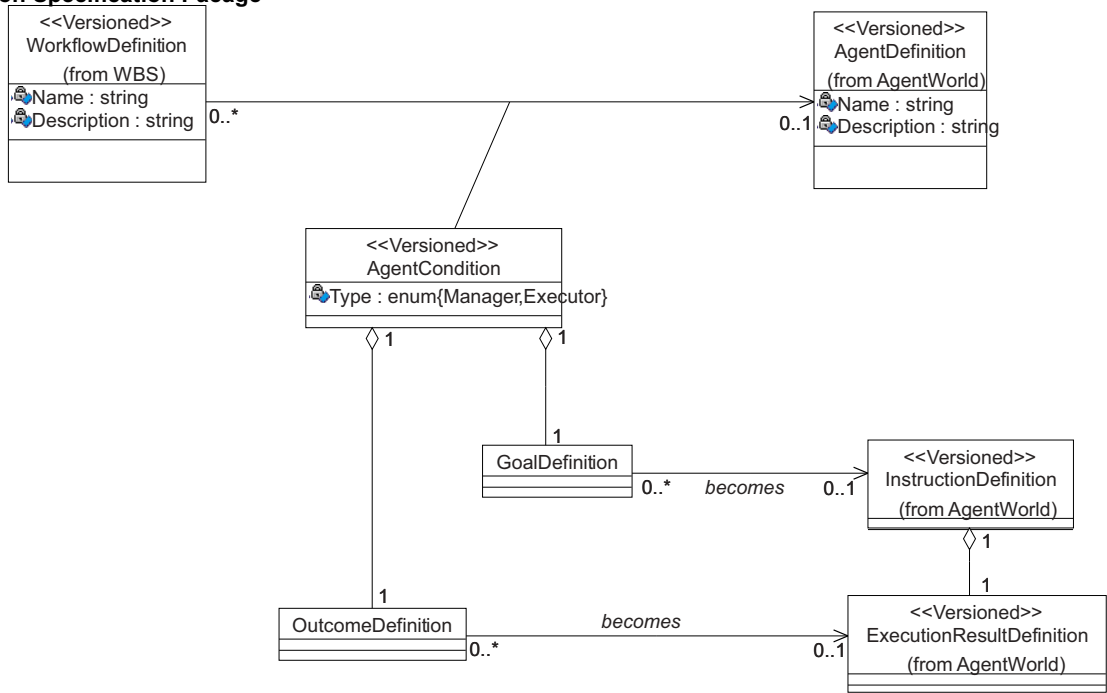 on Specification Pacage
<<Versioned>>
WorkflowDefinition
(from WBS)
Name : string
Description : string
0..*
<<Versioned>>
AgentDefinition
(from AgentWorld)
Name : string
Description : string
0..1
<<Versioned>>
AgentCondition
Type : enum{Manager,Executor}
1
1
1
GoalDefinition
0..*
becomes
0..1
<<Versioned>>
InstructionDefinition
(from AgentWorld)
1
1
1
OutcomeDefinition
0..*
becomes
0..1
<<Versioned>>
ExecutionResultDefinition
(from AgentWorld)